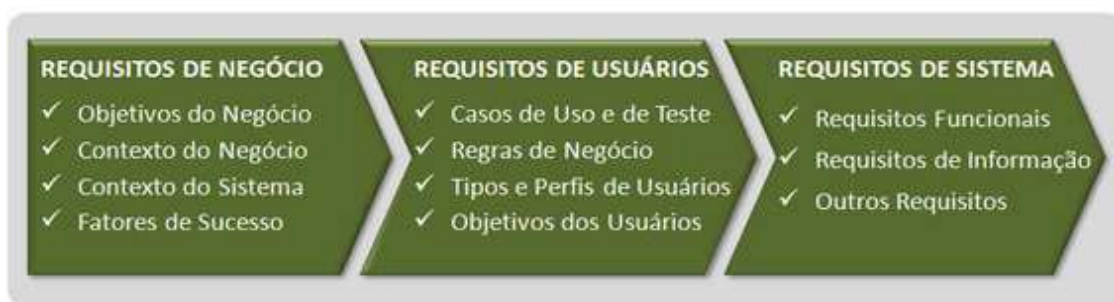 REQUISITOS DE NEGÓCIO
✓ Objetivos do Negócio
✓ Contexto do Negócio
✓ Contexto do Sistema
✓ Fatores de Sucesso
REQUISITOS DE USUÁRIOS
✓ Casos de Uso e de Teste
✓ Regras de Negócio
✓ Tipos e Perfis de Usuários
✓ Objetivos dos Usuários
REQUISITOS DE SISTEMA
✓ Requisitos Funcionais
✓ Requisitos de Informação
✓ Outros Requisitos